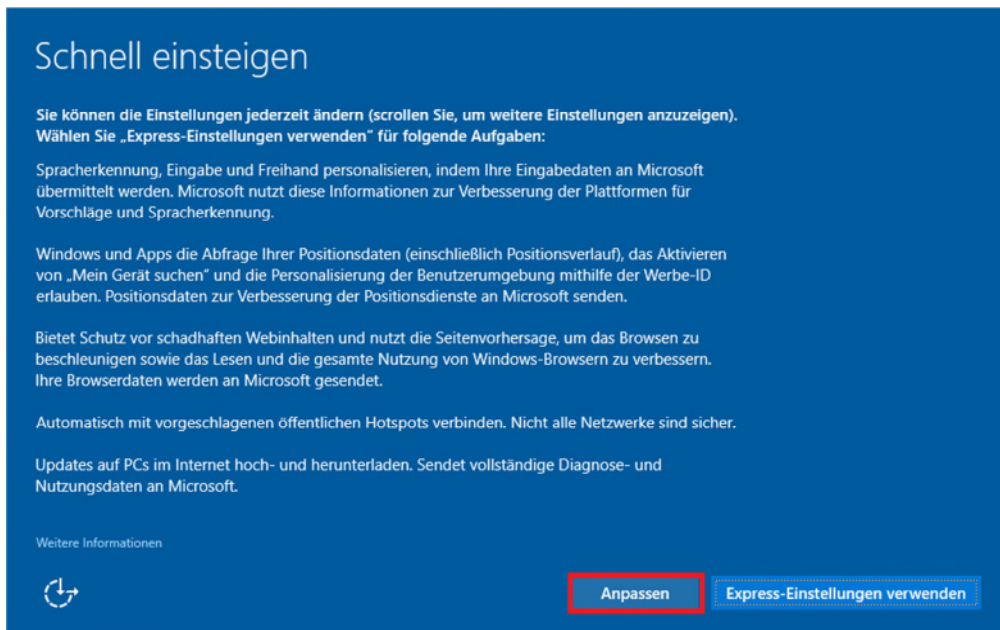 Schnell einsteigen
Sie können die Einstellungen jederzeit ändern (scrollen Sie, um weitere Einstellungen anzuzeigen).
Wählen Sie „Express-Einstellungen verwenden“ für folgende Aufgaben:
Spracherkennung, Eingabe und Freihand personalisieren, indem Ihre Eingabedaten an Microsoft
übermittelt werden. Microsoft nutzt diese Informationen zur Verbesserung der Plattformen für
Vorschläge und Spracherkennung.
Windows und Apps die Abfrage Ihrer Positionsdaten (einschließlich Positionsverlauf), das Aktivieren
von „Mein Gerät suchen“ und die Personalisierung der Benutzerumgebung mithilfe der Werbe-ID
erlauben. Positionsdaten zur Verbesserung der Positionsdienste an Microsoft senden.
Bietet Schutz vor schadhaften Webinhalten und nutzt die Seitenvorhersage, um das Browsen zu
beschleunigen sowie das Lesen und die gesamte Nutzung von Windows-Browsern zu verbessern.
Ihre Browserdaten werden an Microsoft gesendet.
Automatisch mit vorgeschlagenen öffentlichen Hotspots verbinden. Nicht alle Netzwerke sind sicher.
Updates auf PCs im Internet hoch- und herunterladen. Sendet vollständige Diagnose- und
Nutzungsdaten an Microsoft.
Weitere Informationen
Anpassen
Express-Einstellungen verwenden